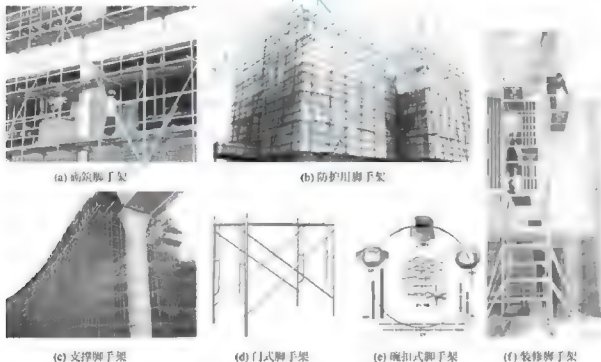 (a) 砌筑脚手架
(b) 防护用脚手架
(c) 支撑脚手架
(d) 门式脚手架
(e) 碗扣式脚手架
(f) 装修脚手架